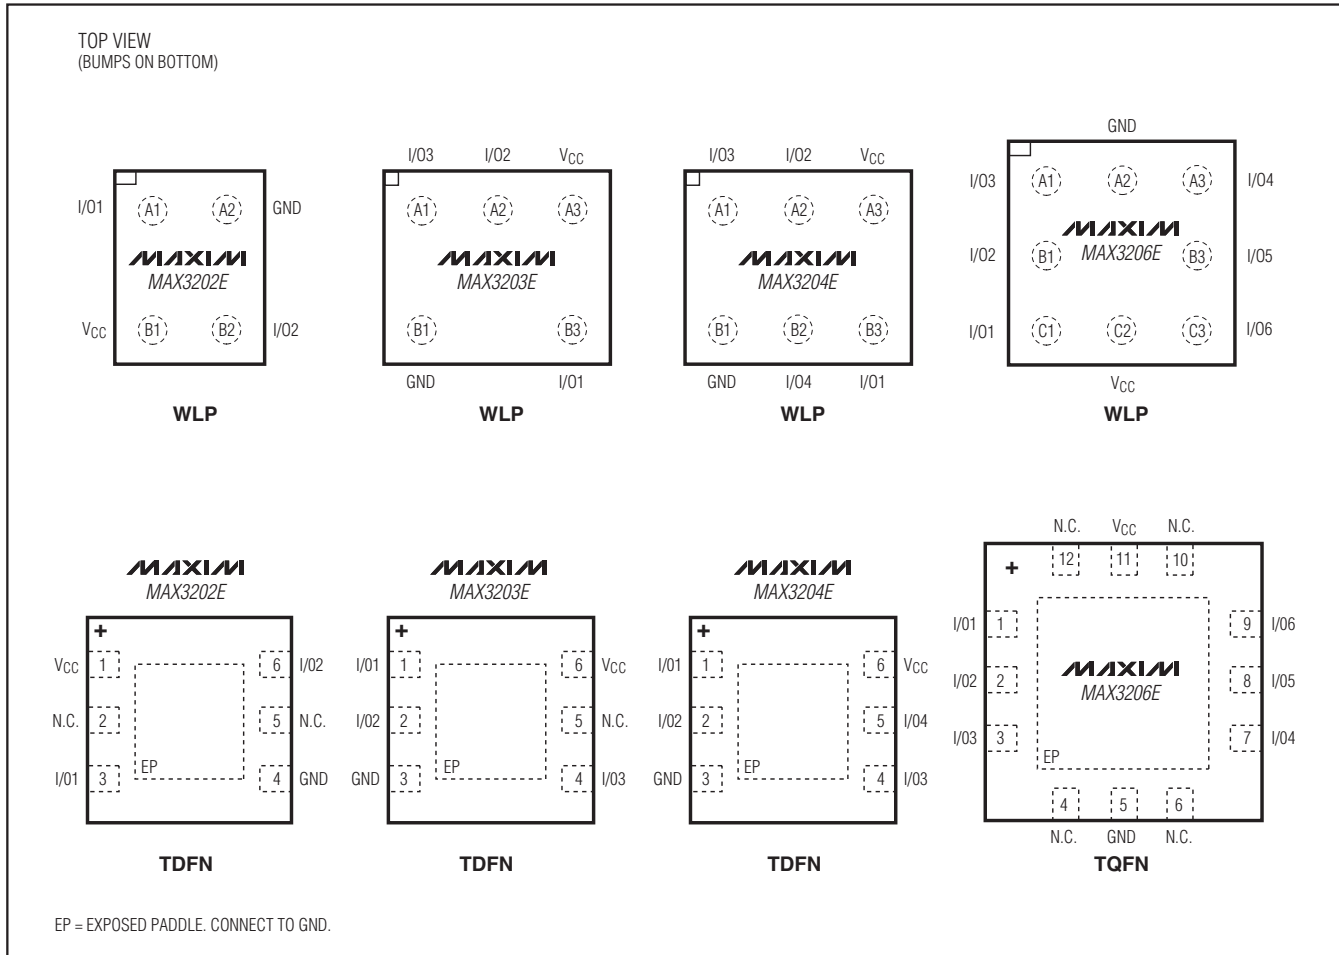 TOP VIEW
(BUMPS ON BOTTOM)
I/O1 A1 A2 GND
MAXIM
MAX3202E
VCC B1 B2 I/O2
WLP
I/O3 I/O2 VCC
A1 A2 A3
MAXIM
MAX3203E
B1 B3
GND I/O1
WLP
I/O3 I/O2 VCC
A1 A2 A3
MAXIM
MAX3204E
B1 B2 B3
GND I/O4 I/O1
WLP
GND
I/O3 A1 A2 A3 I/O4
MAXIM
I/O2 B1 MAX3206E B3 I/O5
I/O1 C1 C2 C3 I/O6
VCC
WLP
MAXIM
MAX3202E
+
VCC 1 6 I/O2
N.C. 2 5 N.C.
I/O1 3 EP 4 GND
TDFN
MAXIM
MAX3203E
+
I/O1 1 6 VCC
I/O2 2 5 N.C.
GND 3 EP 4 I/O3
TDFN
MAXIM
MAX3204E
+
I/O1 1 6 VCC
I/O2 2 5 I/O4
GND 3 EP 4 I/O3
TDFN
N.C. VCC N.C.
+ 12 11 10
I/O1 1 9 I/O6
MAXIM
I/O2 2 MAX3206E 8 I/O5
I/O3 3 7 I/O4
EP
4 5 6
N.C. GND N.C.
TQFN
EP = EXPOSED PADDLE. CONNECT TO GND.